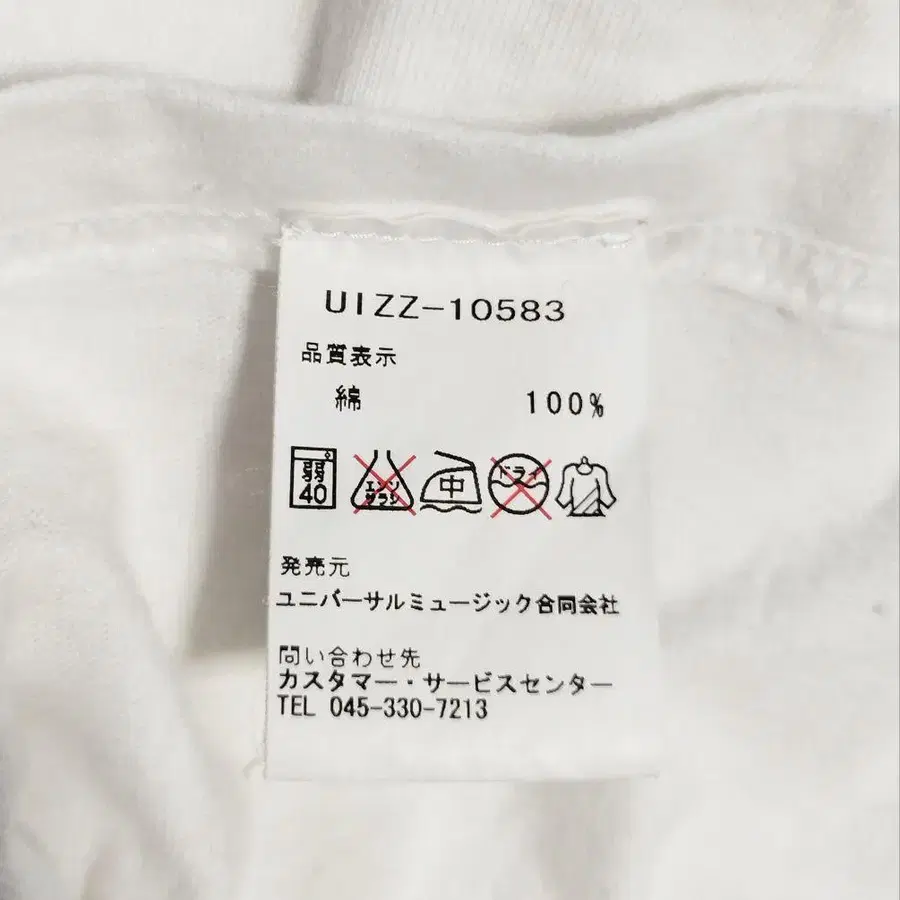 UIZZ-10583
品質表示
綿 100%
弱 40 エンソサラシ 中 ドライ
発売元
ユニバーサルミュージック合同会社
問い合わせ先
カスタマー・サービスセンター
TEL 045-330-7213